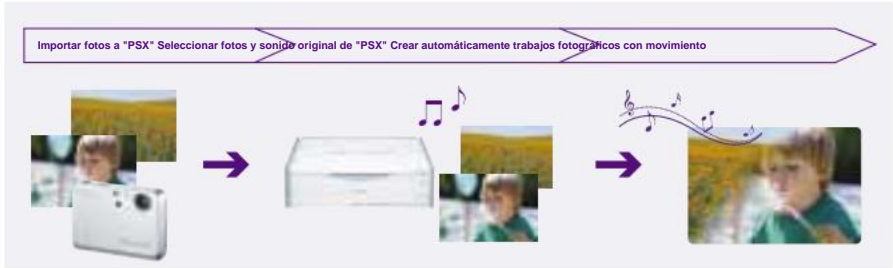 Importar fotos a "PSX" Seleccionar fotos y sonido original de "PSX" Crear automáticamente trabajos fotográficos con movimiento